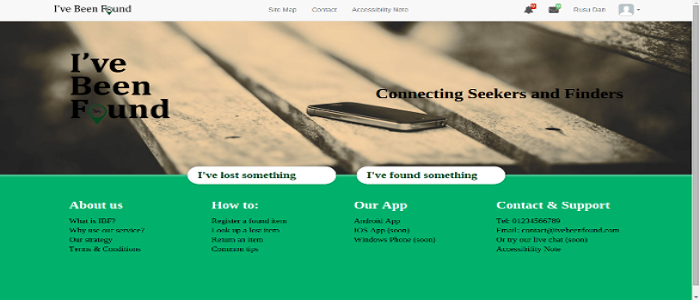 I've Been Found
Site Map Contact Accessibility Note
Rusu Dan
I've
Been
Found
Connecting Seekers and Finders
I've lost something
I've found something
About us
What is IBF?
Why use our service?
Our strategy
Terms & Conditions
How to:
Register a found item
Look up a lost item
Return an item
Common tips
Our App
Android App
IOS App (soon)
Windows Phone (soon)
Contact & Support
Tel: 01234566789
Email: contact@ivebeenfound.com
Or try our live chat (soon)
Accessibility Note